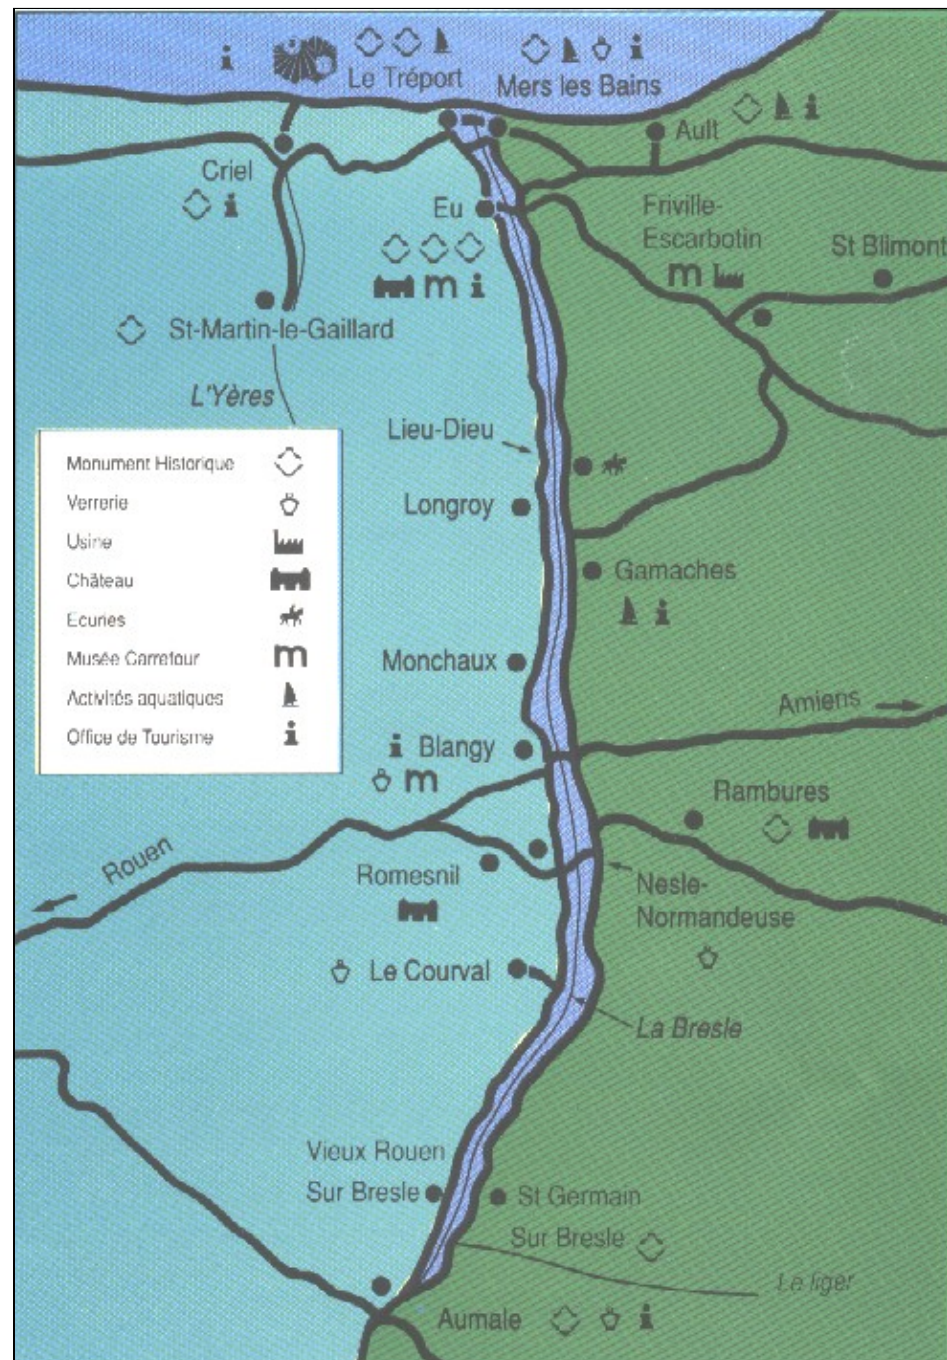 Le Tréport
Mers les Bains
Ault
Criel
Eu
Friville-
Escarbotin
St Blimont
St-Martin-le-Gaillard
L'Yères
Lieu-Dieu
Monument Historique
Verrerie
Usine
Château
Ecuries
Musée Carrefour
m
Activités aquatiques
Office de Tourisme
Longroy
Gamaches
Monchaux
Amiens
Blangy
m
Rambures
Rouen
Romesnil
Nesle-
Normandeuse
Le Courval
La Bresle
Vieux Rouen
Sur Bresle
St Germain
Sur Bresle
Le liger
Aumale